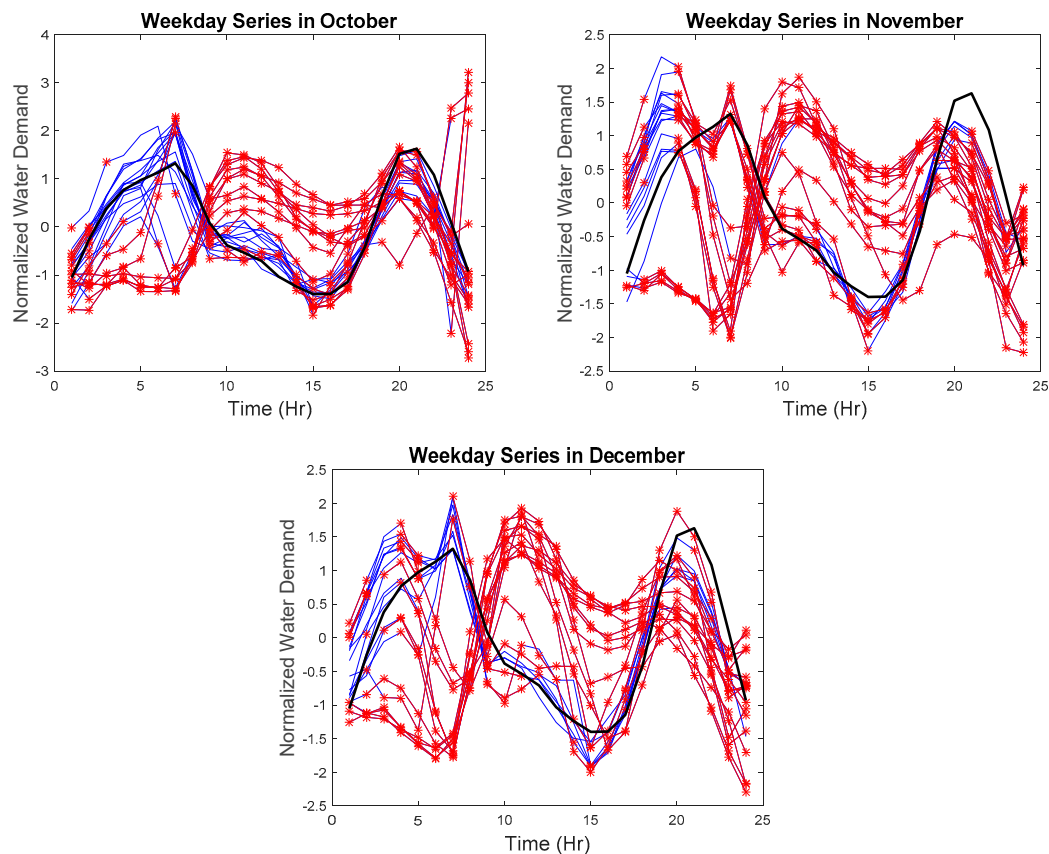 Weekday Series in October
4
3
2
1
0
-1
-2
-3
Normalized Water Demand
0 5 10 15 20 25
Time (Hr)
Weekday Series in November
2.5
2
1.5
1
0.5
0
-0.5
-1
-1.5
-2
-2.5
Normalized Water Demand
0 5 10 15 20 25
Time (Hr)
Weekday Series in December
2.5
2
1.5
1
0.5
0
-0.5
-1
-1.5
-2
-2.5
Normalized Water Demand
0 5 10 15 20 25
Time (Hr)